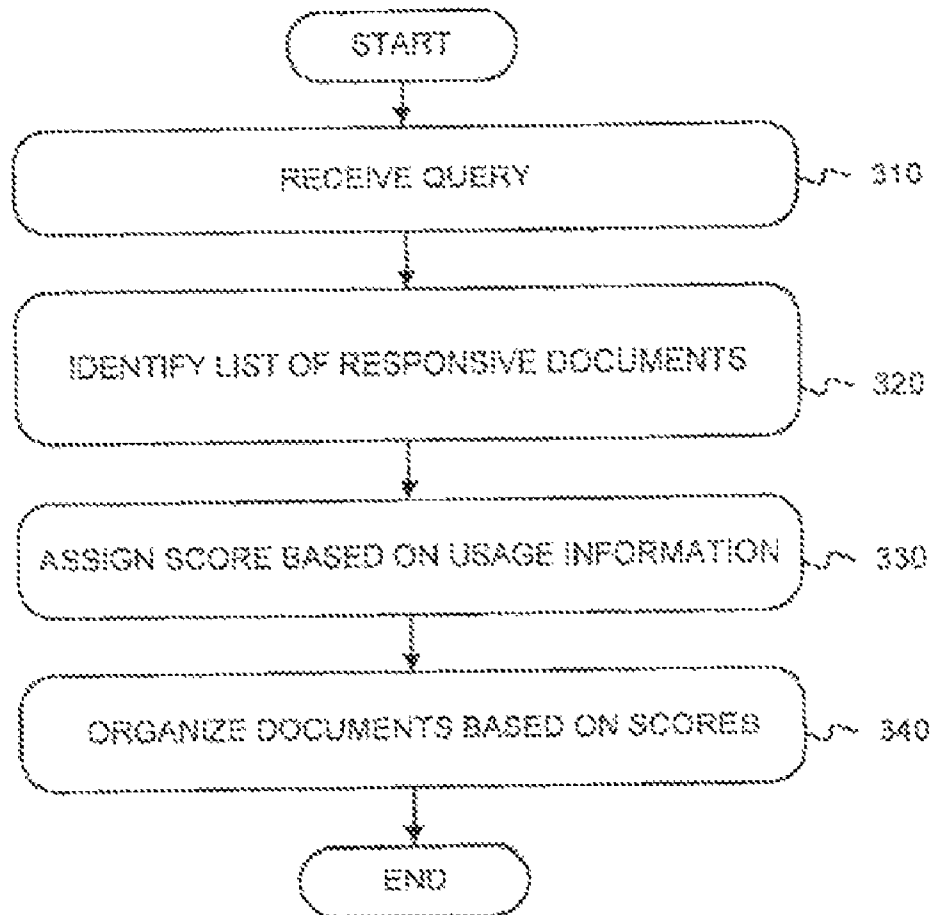 START
RECEIVE QUERY
310
IDENTIFY LIST OF RESPONSIVE DOCUMENTS
320
ASSIGN SCORE BASED ON USAGE INFORMATION
330
ORGANIZE DOCUMENTS BASED ON SCORES
340
END